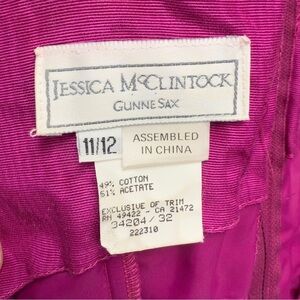 JESSICA McCLINTOCK
GUNNE SAX
11/12
ASSEMBLED
IN CHINA
49% COTTON
51% ACETATE
EXCLUSIVE OF TRIM
RN 49422 - CA 21472
34204/32
222310